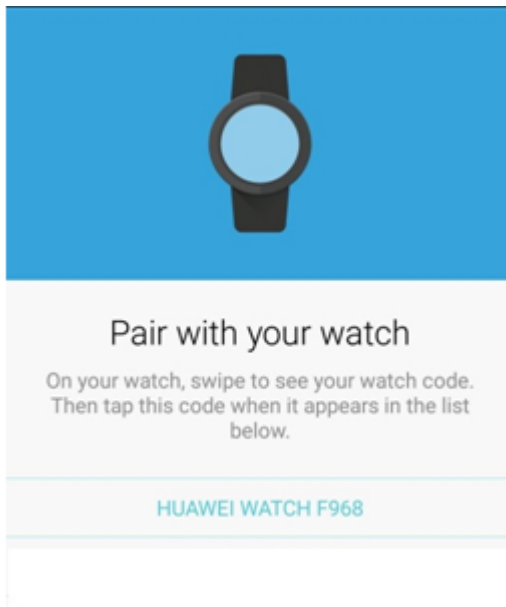 Pair with your watch
On your watch, swipe to see your watch code.
Then tap this code when it appears in the list
below.
HUAWEI WATCH F968